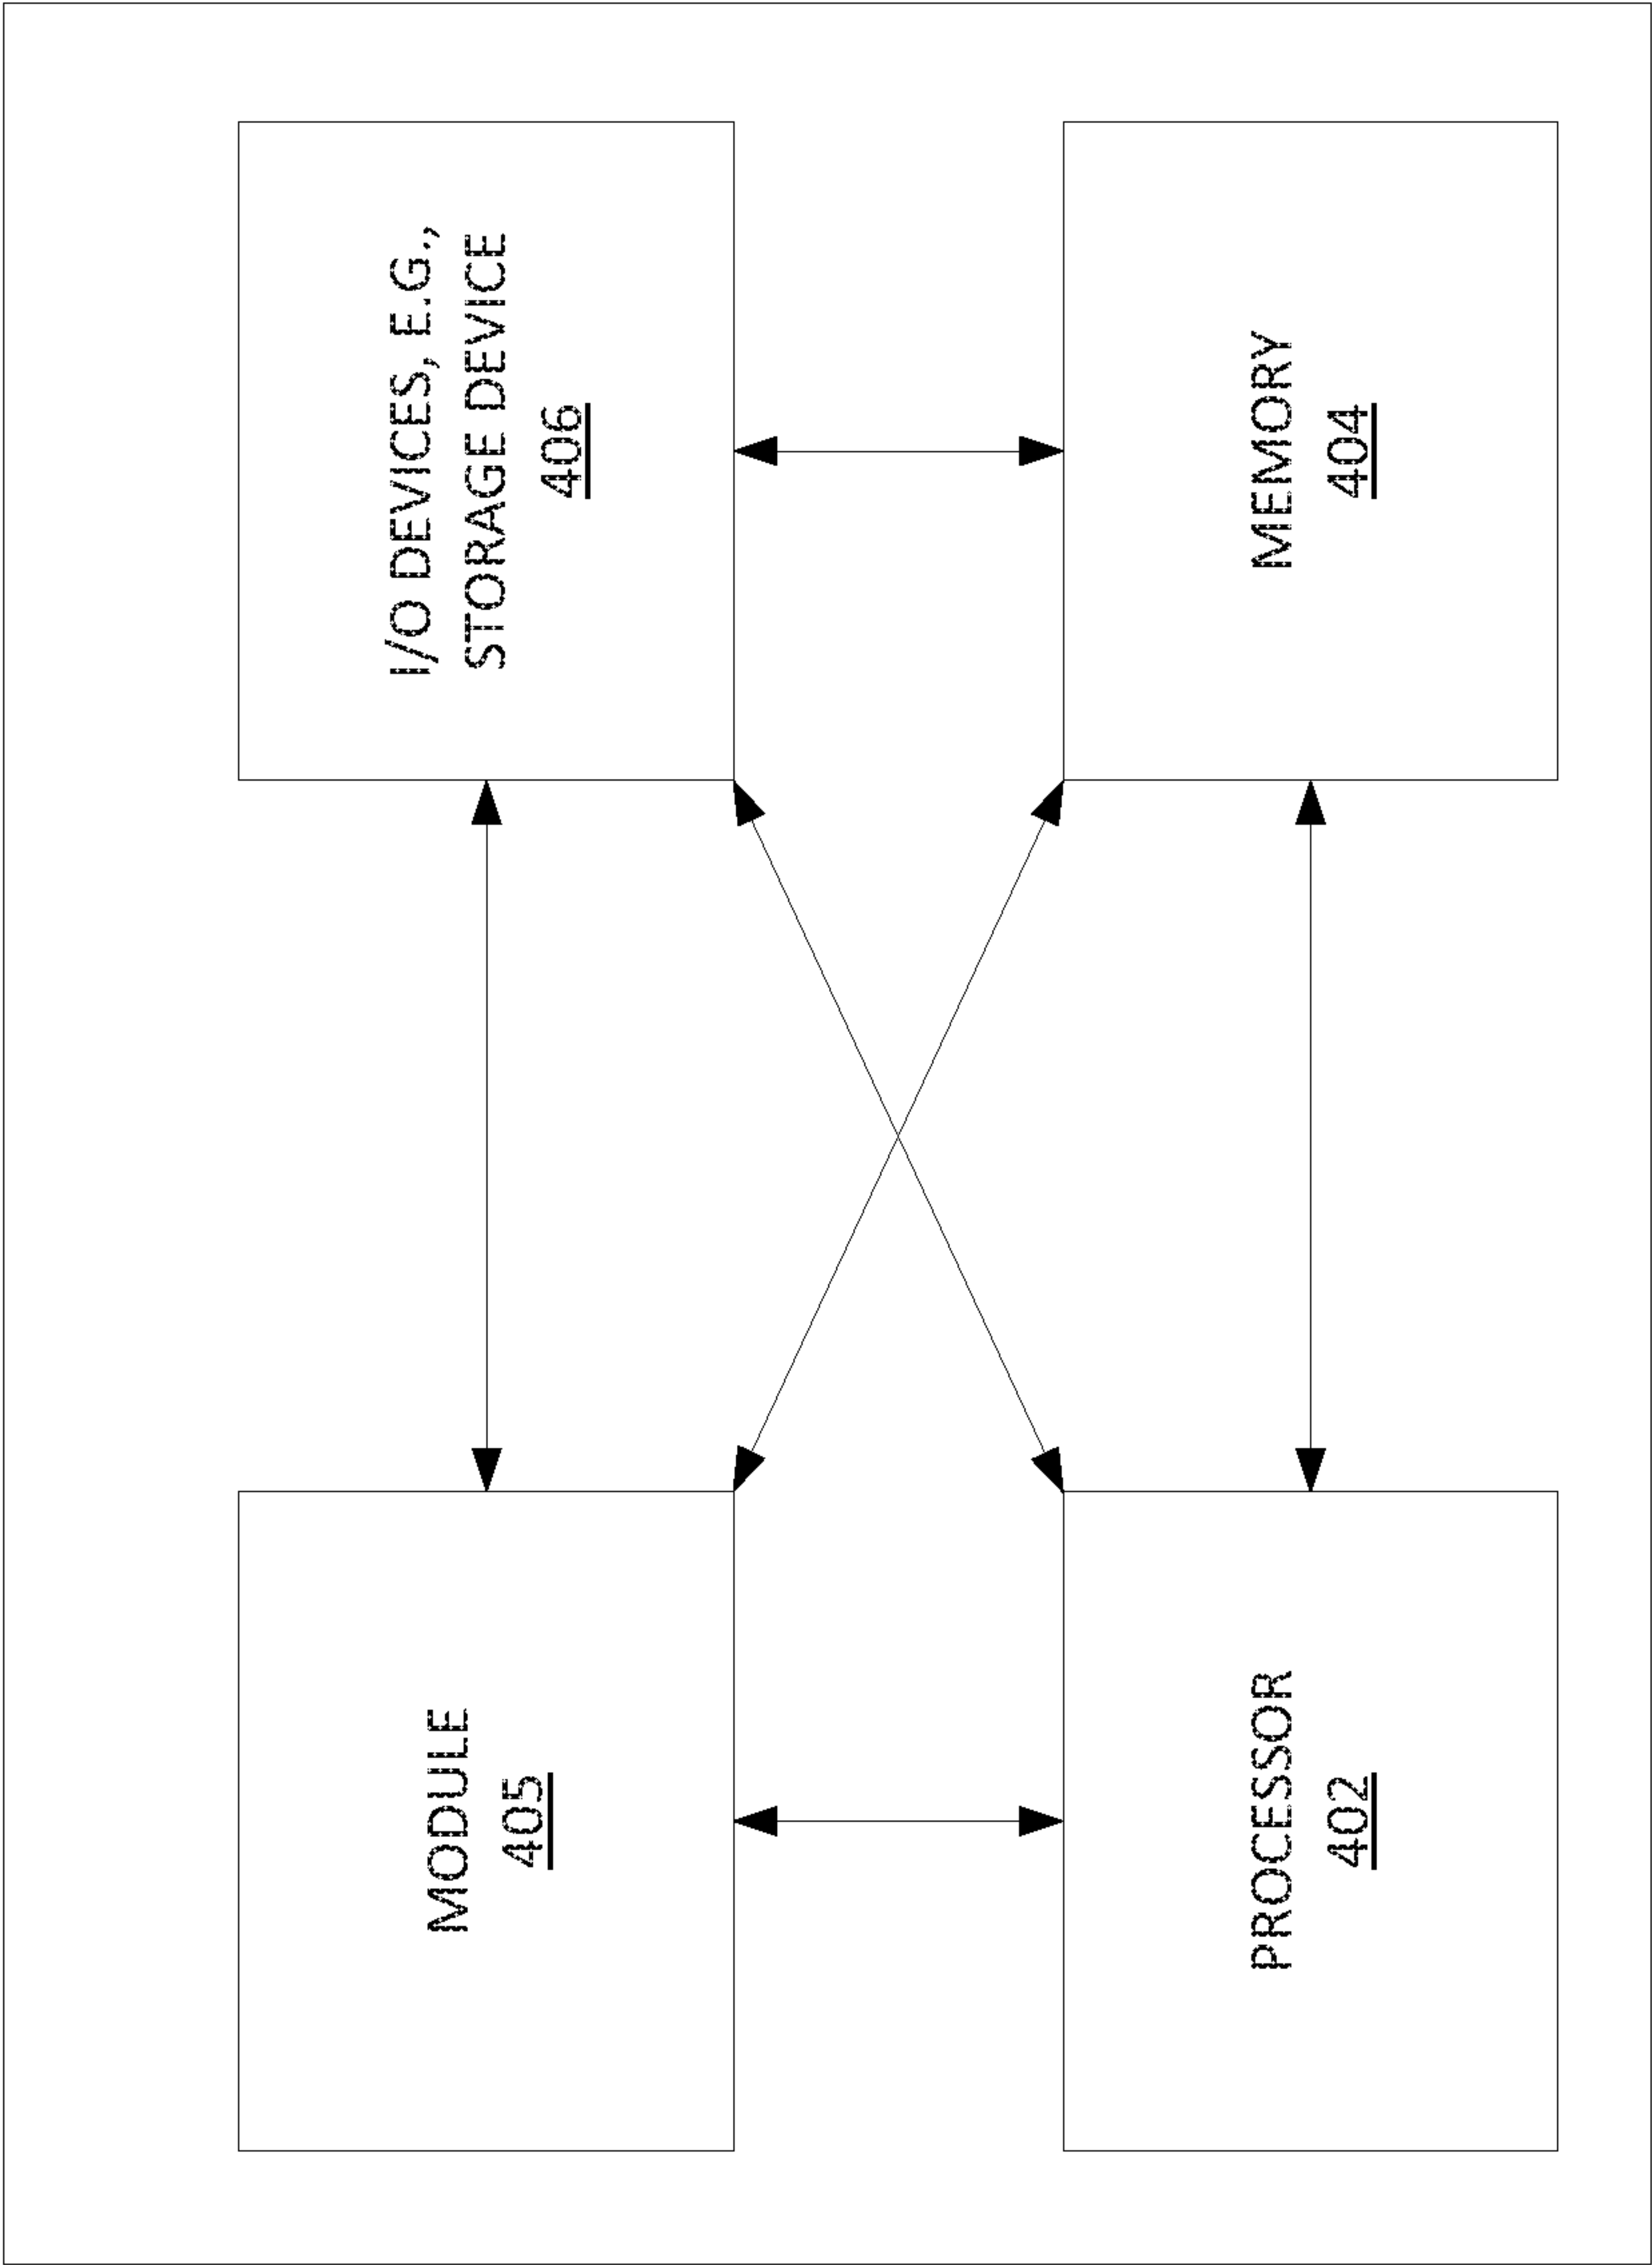 MODULE
405
I/O DEVICES, E.G.,
STORAGE DEVICE
406
PROCESSOR
402
MEMORY
404